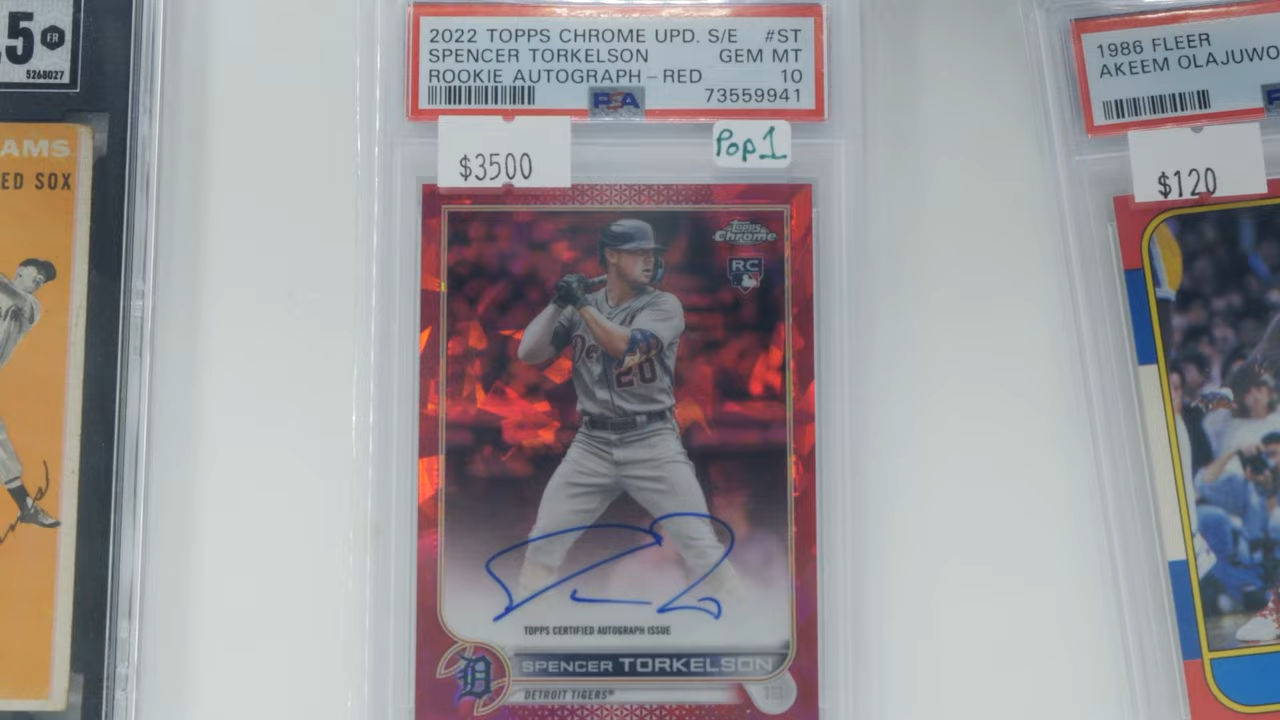 .5
FR
5268027
AMS
ED SOX
2022 TOPPS CHROME UPD. S/E #ST
SPENCER TORKELSON GEM MT
ROOKIE AUTOGRAPH - RED 10
PSA 73559941
$3500
Pop 1
Topps
Chrome
RC
De
20
TOPPS CERTIFIED AUTOGRAPH ISSUE
SPENCER TORKELSON
DETROIT TIGERS®
1986 FLEER
AKEEM OLAJUWO
$120